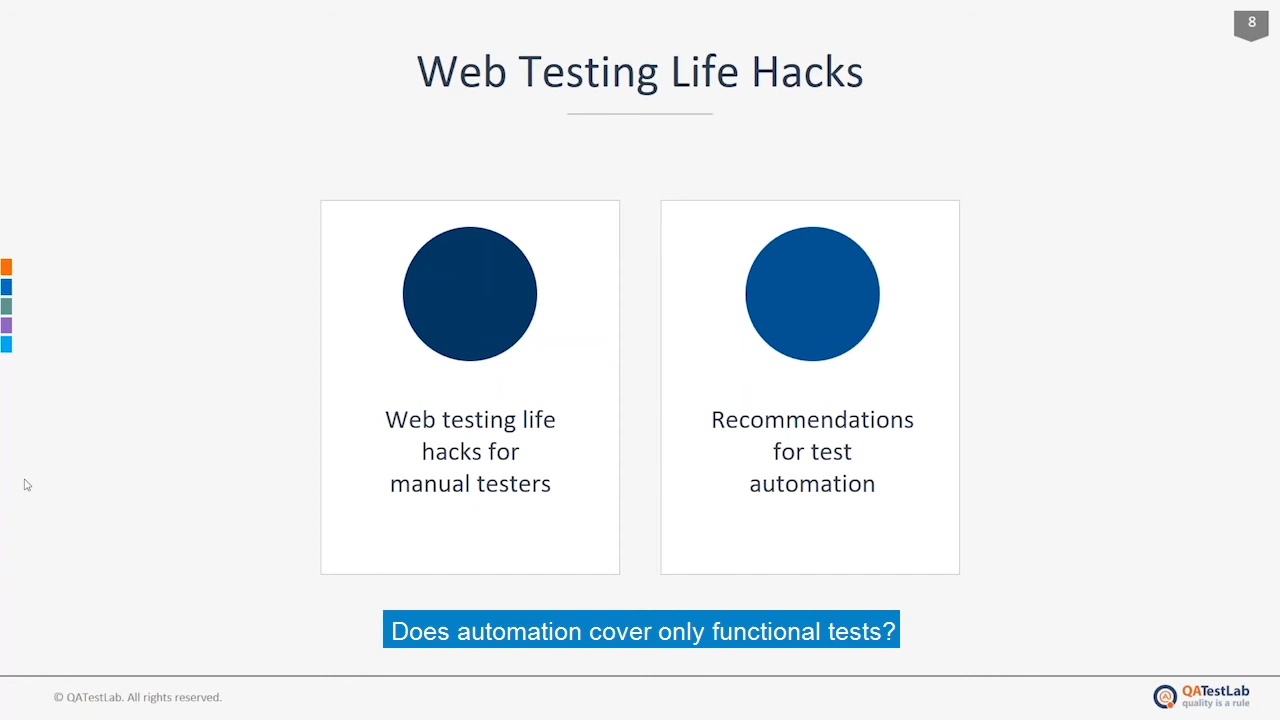 8
Web Testing Life Hacks
Web testing life
hacks for
manual testers
Recommendations
for test
automation
Does automation cover only functional tests?
© QATestLab. All rights reserved.
QATestLab
quality is a rule